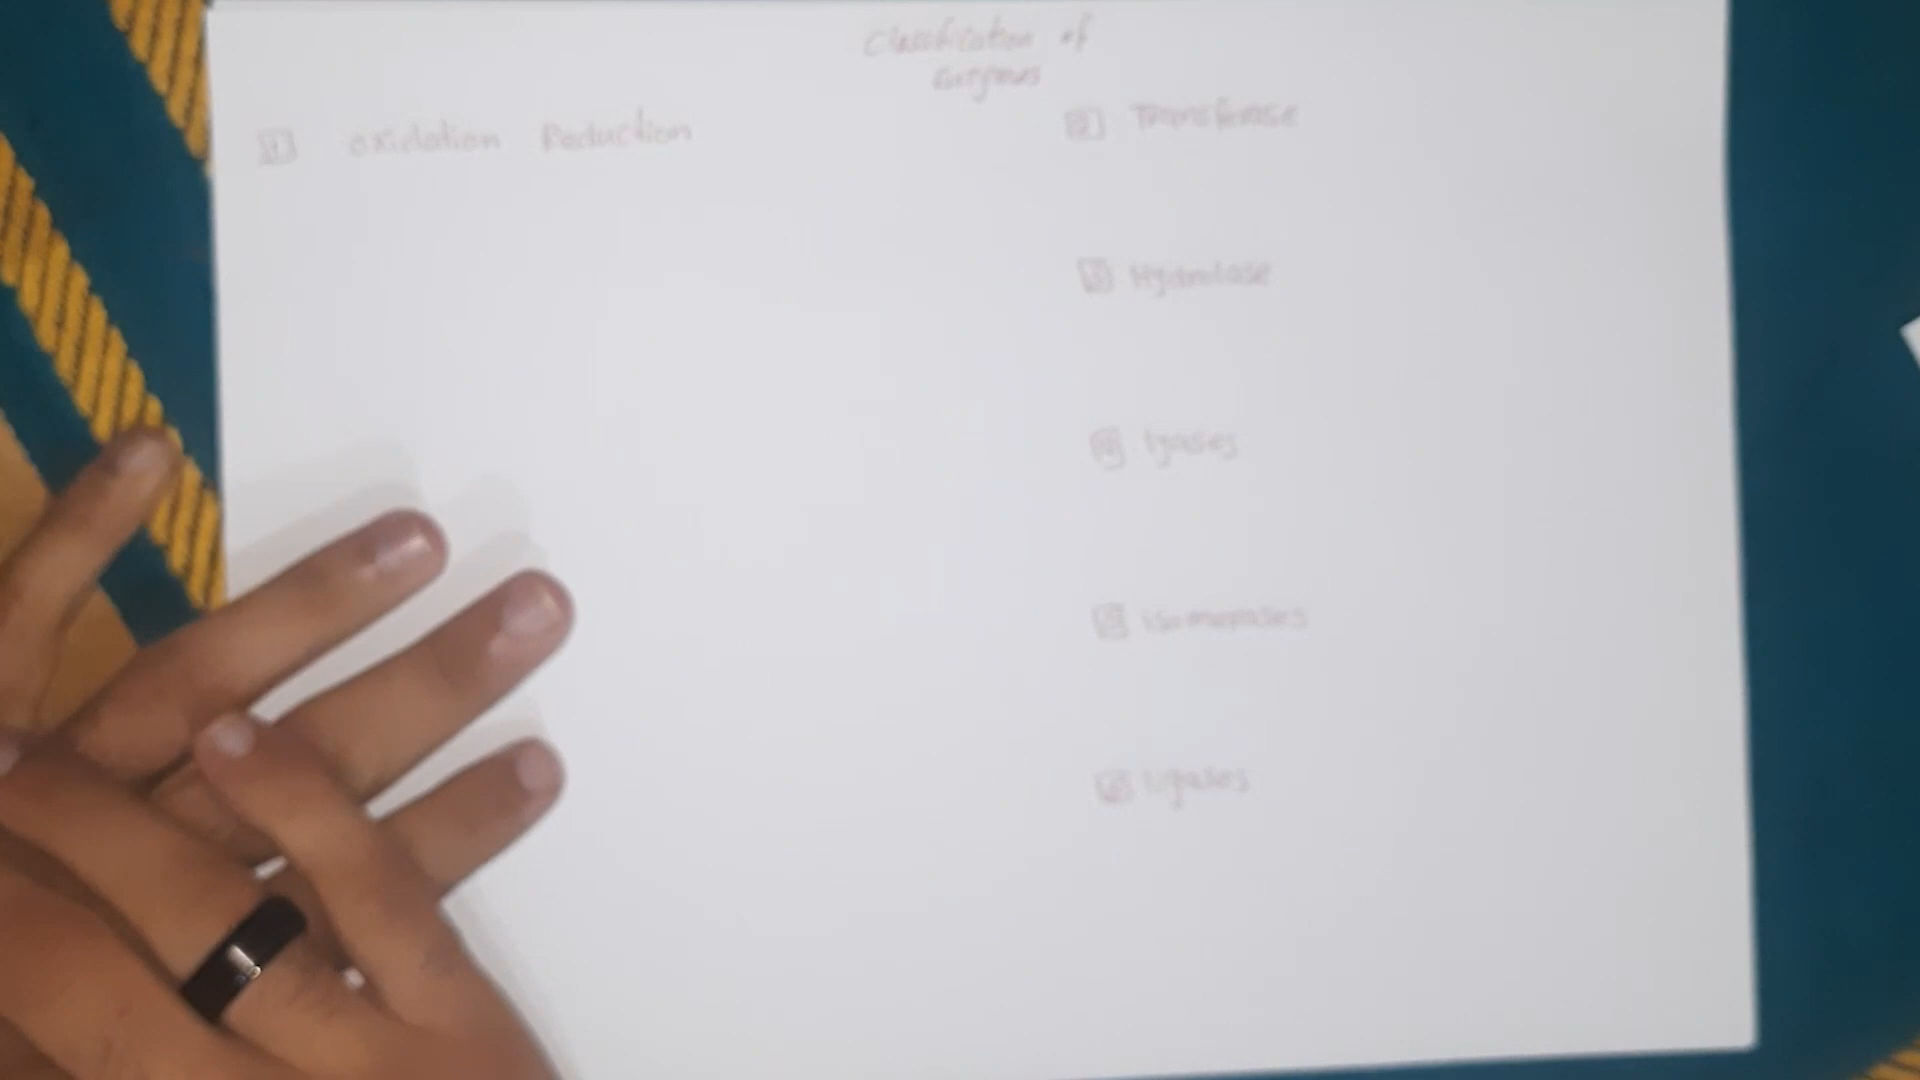 Classification of
Enzymes
1 oxidation Reduction
2 Transferase
3 Hydrolase
4 lyases
5 isomerases
6 ligases